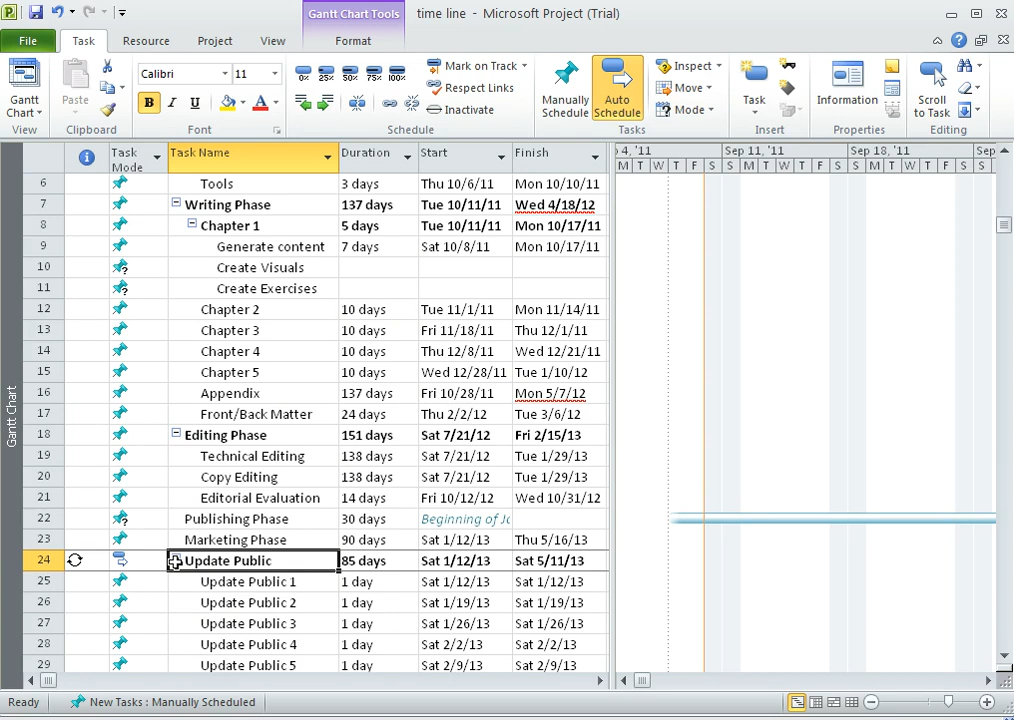 Gantt Chart Tools
time line - Microsoft Project (Trial)
File Task Resource Project View Format
Gantt Chart
View
Paste
Clipboard
Calibri 11
B I U A
Font
0% 25% 50% 75% 100%
Mark on Track
Respect Links
Inactivate
Schedule
Manually Schedule
Auto Schedule
Inspect
Move
Mode
Tasks
Task
Insert
Information
Properties
Scroll to Task
Editing
Task Mode Task Name Duration Start Finish
4, '11 Sep 11, '11 Sep 18, '11 Sep
M T W T F S S M T W T F S S M T W T F S S M
6 Tools 3 days Thu 10/6/11 Mon 10/10/11
7 Writing Phase 137 days Tue 10/11/11 Wed 4/18/12
8 Chapter 1 5 days Tue 10/11/11 Mon 10/17/11
9 Generate content 7 days Sat 10/8/11 Mon 10/17/11
10 Create Visuals
11 Create Exercises
12 Chapter 2 10 days Tue 11/1/11 Mon 11/14/11
13 Chapter 3 10 days Fri 11/18/11 Thu 12/1/11
14 Chapter 4 10 days Thu 12/8/11 Wed 12/21/11
15 Chapter 5 10 days Wed 12/28/11 Tue 1/10/12
16 Appendix 137 days Fri 10/28/11 Mon 5/7/12
17 Front/Back Matter 24 days Thu 2/2/12 Tue 3/6/12
18 Editing Phase 151 days Sat 7/21/12 Fri 2/15/13
19 Technical Editing 138 days Sat 7/21/12 Tue 1/29/13
20 Copy Editing 138 days Sat 7/21/12 Tue 1/29/13
21 Editorial Evaluation 14 days Fri 10/12/12 Wed 10/31/12
22 Publishing Phase 30 days Beginning of
23 Marketing Phase 90 days Sat 1/12/13 Thu 5/16/13
24 Update Public 85 days Sat 1/12/13 Sat 5/11/13
25 Update Public 1 1 day Sat 1/12/13 Sat 1/12/13
26 Update Public 2 1 day Sat 1/19/13 Sat 1/19/13
27 Update Public 3 1 day Sat 1/26/13 Sat 1/26/13
28 Update Public 4 1 day Sat 2/2/13 Sat 2/2/13
29 Update Public 5 1 day Sat 2/9/13 Sat 2/9/13
Gantt Chart
Ready New Tasks : Manually Scheduled